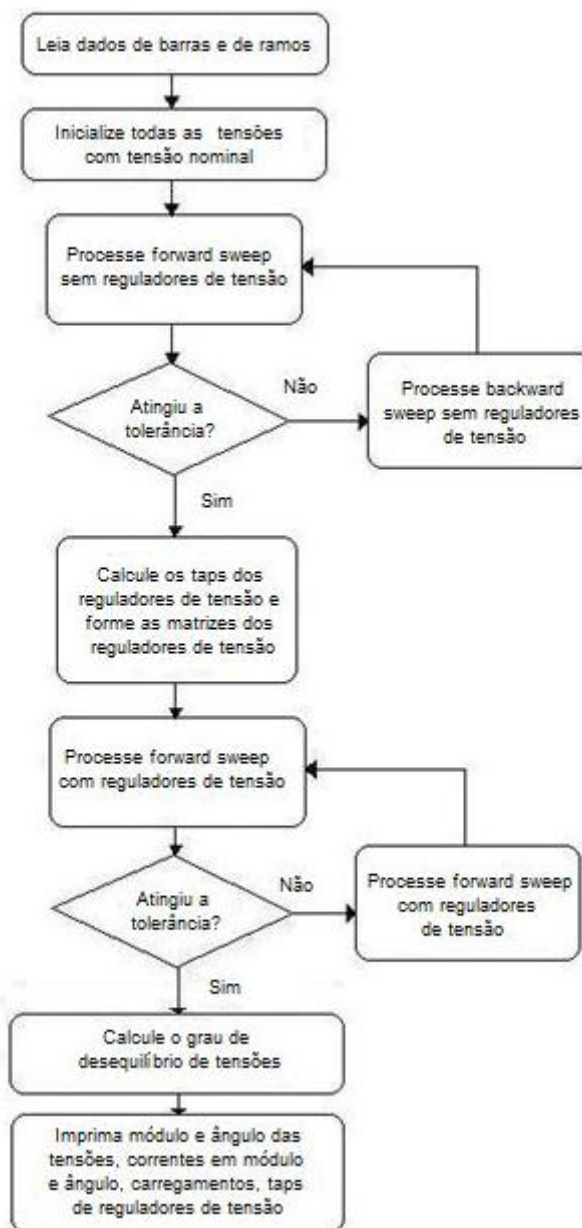 Leia dados de barras e de ramos
Inicialize todas as tensões
com tensão nominal
Processe forward sweep
sem reguladores de tensão
Não
Atingiu a
tolerância?
Processe backward
sweep sem reguladores
de tensão
Sim
Calcule os taps dos
reguladores de tensão e
forme as matrizes dos
reguladores de tensão
Processe forward sweep
com reguladores de tensão
Não
Atingiu a
tolerância?
Processe forward sweep
com reguladores
de tensão
Sim
Calcule o grau de
desequilíbrio de tensões
Imprima módulo e ângulo das
tensões, correntes em módulo
e ângulo, carregamentos, taps
de reguladores de tensão